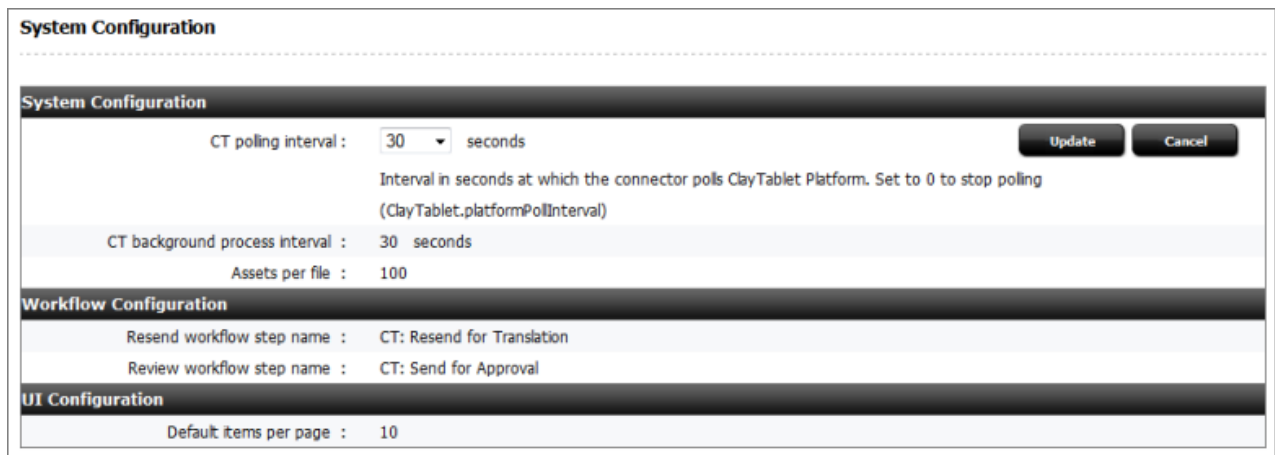 System Configuration
System Configuration
CT polling interval : 30 seconds Update Cancel
Interval in seconds at which the connector polls ClayTablet Platform. Set to 0 to stop polling
(ClayTablet.platformPollInterval)
CT background process interval : 30 seconds
Assets per file : 100
Workflow Configuration
Resend workflow step name : CT: Resend for Translation
Review workflow step name : CT: Send for Approval
UI Configuration
Default items per page : 10